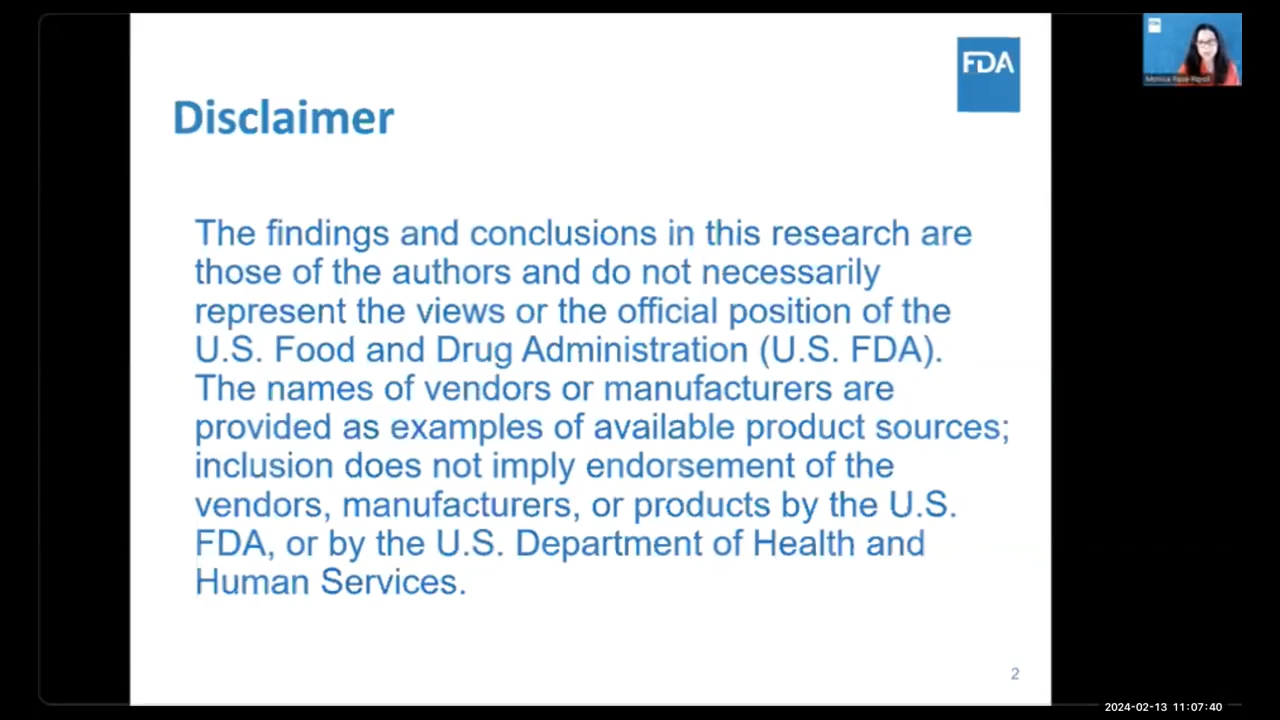 FDA
Disclaimer
The findings and conclusions in this research are
those of the authors and do not necessarily
represent the views or the official position of the
U.S. Food and Drug Administration (U.S. FDA).
The names of vendors or manufacturers are
provided as examples of available product sources;
inclusion does not imply endorsement of the
vendors, manufacturers, or products by the U.S.
FDA, or by the U.S. Department of Health and
Human Services.
2
FDA
Monica
2024-02-13 11:07:40